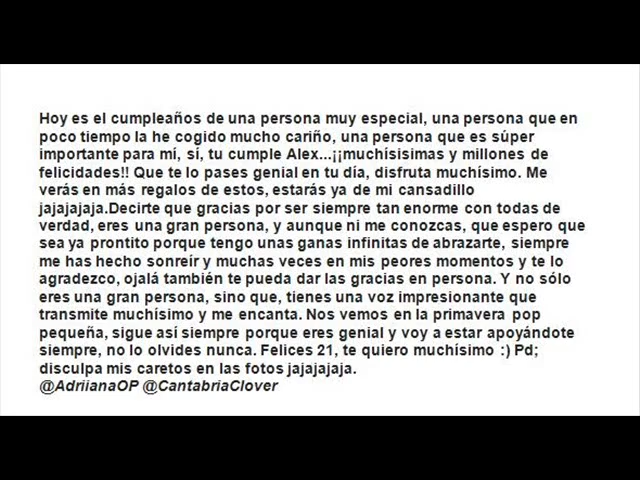 Hoy es el cumpleaños de una persona muy especial, una persona que en
poco tiempo la he cogido mucho cariño, una persona que es súper
importante para mí, sí, tu cumple Alex...¡¡muchísisimas y millones de
felicidades!! Que te lo pases genial en tu día, disfruta muchísimo. Me
verás en más regalos de estos, estarás ya de mi cansadillo
jajajajaja.Decirte que gracias por ser siempre tan enorme con todas de
verdad, eres una gran persona, y aunque ni me conozcas, que espero que
sea ya prontito porque tengo unas ganas infinitas de abrazarte, siempre
me has hecho sonreír y muchas veces en mis peores momentos y te lo
agradezco, ojalá también te pueda dar las gracias en persona. Y no sólo
eres una gran persona, sino que, tienes una voz impresionante que
transmite muchísimo y me encanta. Nos vemos en la primavera pop
pequeña, sigue así siempre porque eres genial y voy a estar apoyándote
siempre, no lo olvides nunca. Felices 21, te quiero muchísimo :) Pd;
disculpa mis caretos en las fotos jajajajaja.
@AdriianaOP @CantabriaClover